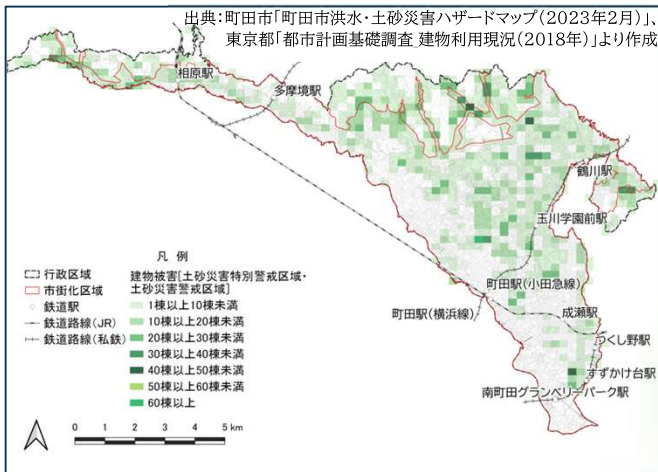 出典:町田市「町田市洪水・土砂災害ハザードマップ(2023年2月)」、
東京都「都市計画基礎調査_建物利用現況(2018年)」より作成
相原駅
多摩境駅
鶴川駅
玉川学園前駅
町田駅(小田急線)
町田駅(横浜線)
成瀬駅
つくし野駅
すずかけ台駅
南町田グランベリーパーク駅
凡 例
行政区域
市街化区域
鉄道駅
鉄道路線(JR)
鉄道路線(私鉄)
建物被害[土砂災害特別警戒区域・
土砂災害警戒区域]
1棟以上10棟未満
10棟以上20棟未満
20棟以上30棟未満
30棟以上40棟未満
40棟以上50棟未満
50棟以上60棟未満
60棟以上
0 1 2 3 4 5 km